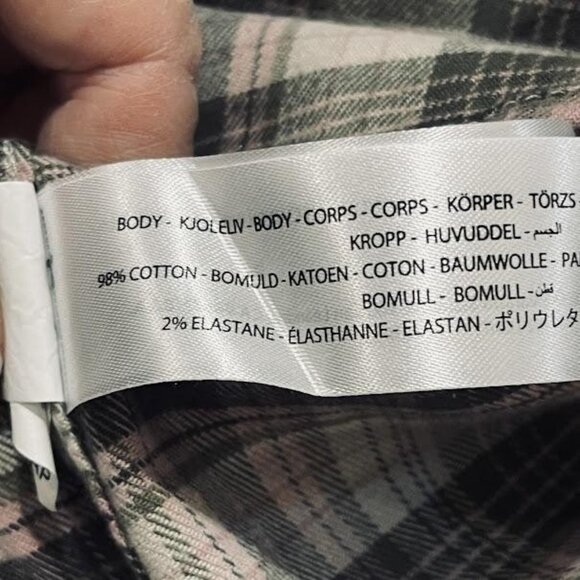 BODY - KJOLELIV-BODY-CORPS - CORPS - KÖRPER - TÖRZS -
KROPP - HUVUDDEL - الجسم
98% COTTON - BOMULD-KATOEN - COTON - BAUMWOLLE - PA
BOMULL - BOMULL - قطن
2% ELASTANE - ÉLASTHANNE - ELASTAN - ポリウレタ